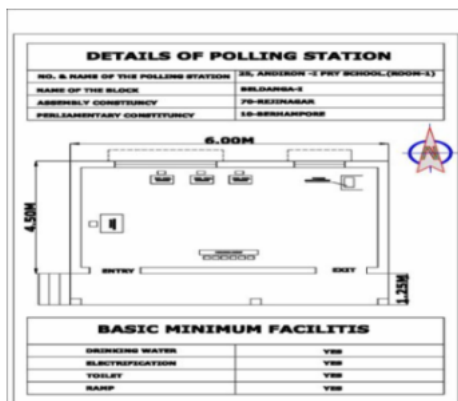 DETAILS OF POLLING STATION
NO. & NAME OF THE POLLING STATION 25, ANDIRON -I PRY SCHOOL.(ROOM-1)
NAME OF THE BLOCK BELDANGA-I
ASSEMBLY CONSTIUNCY 70-REJINAGAR
PERLIAMENTARY CONSTITUNCY 10-BERHAMPORE
6.00M
4.50M
ENTRY
EXIT
1.25M
BASIC MINIMUM FACILITIS
DRINKING WATER YES
ELECTRIFICATION YES
TOILET YES
RAMP YES